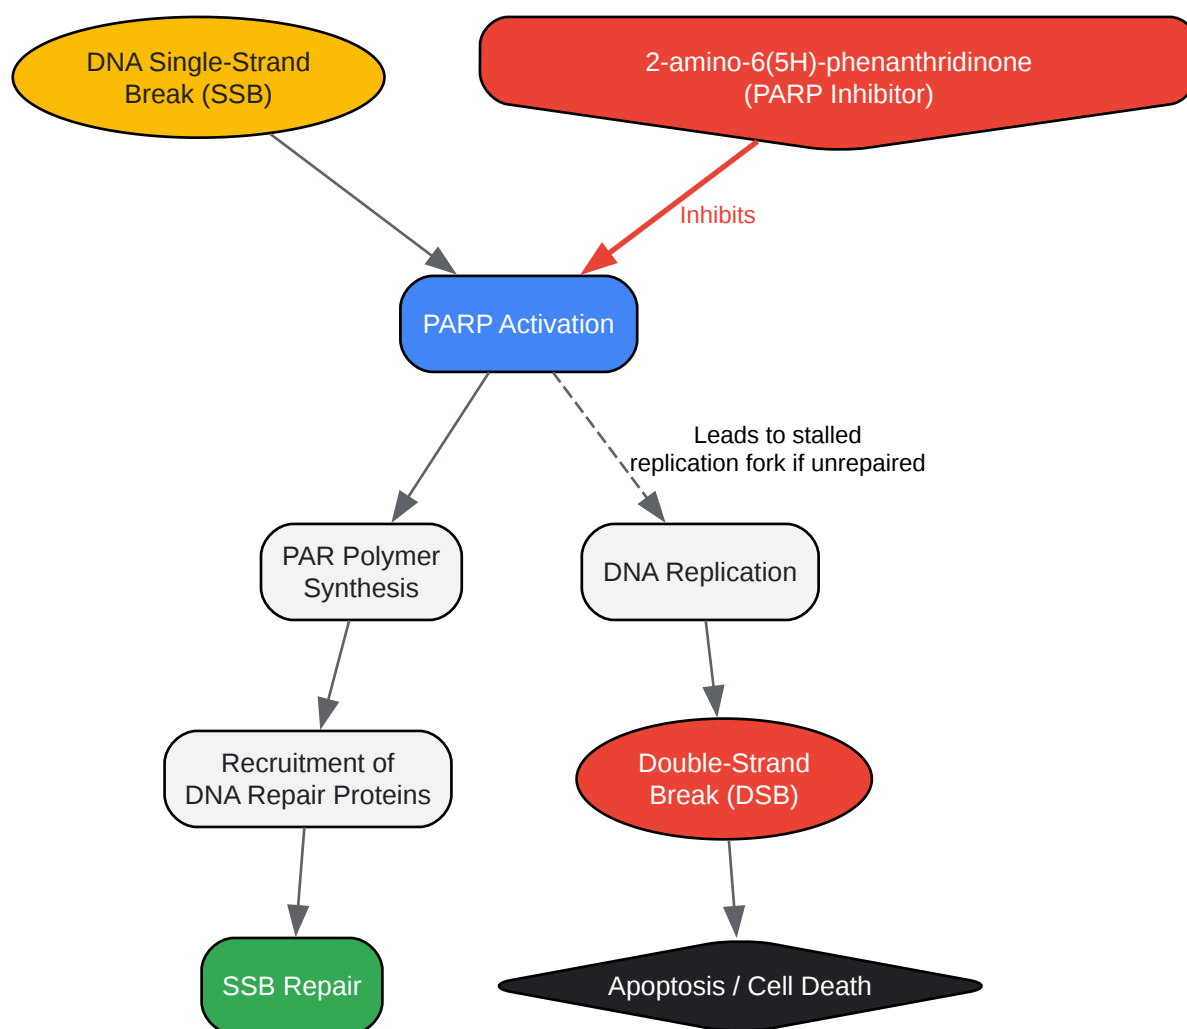 DNA Single-Strand
Break (SSB)
2-amino-6(5H)-phenanthridinone
(PARP Inhibitor)
Inhibits
PARP Activation
Leads to stalled
replication fork if unrepaired
PAR Polymer
Synthesis
DNA Replication
Recruitment of
DNA Repair Proteins
Double-Strand
Break (DSB)
SSB Repair
Apoptosis / Cell Death